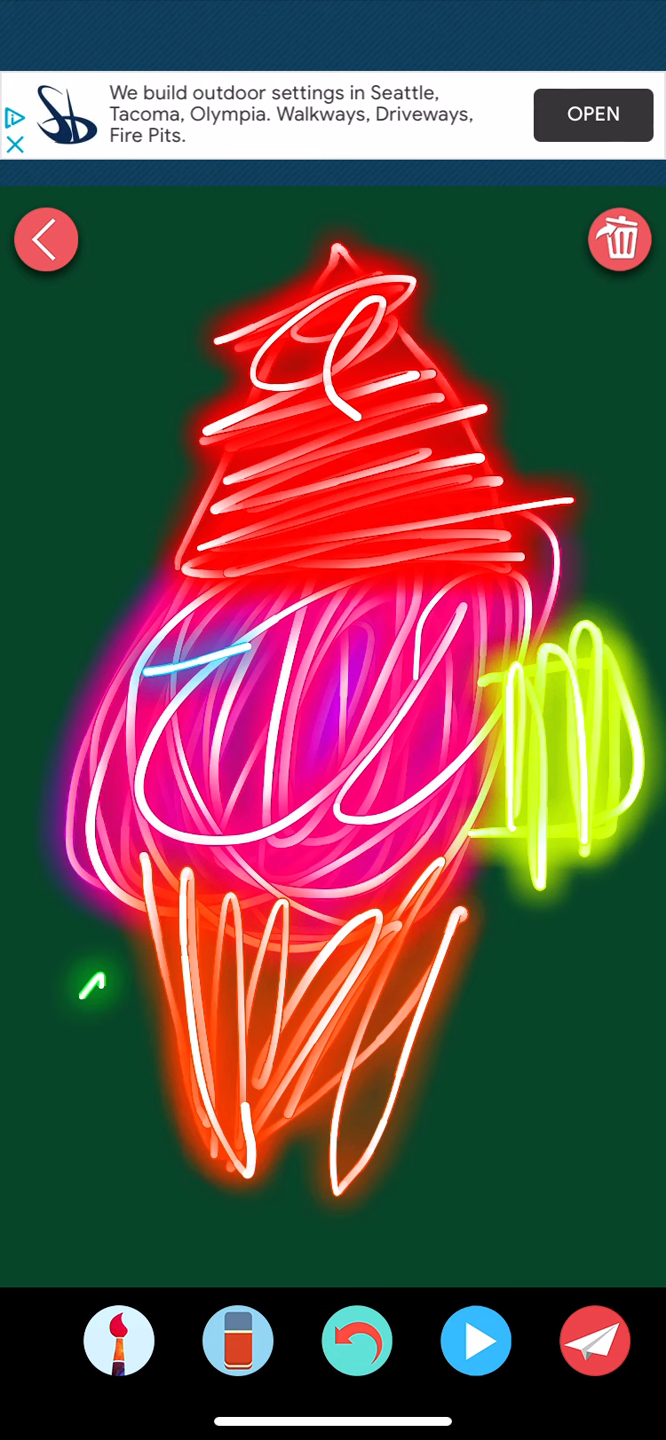 We build outdoor settings in Seattle,
Tacoma, Olympia. Walkways, Driveways,
Fire Pits.
OPEN